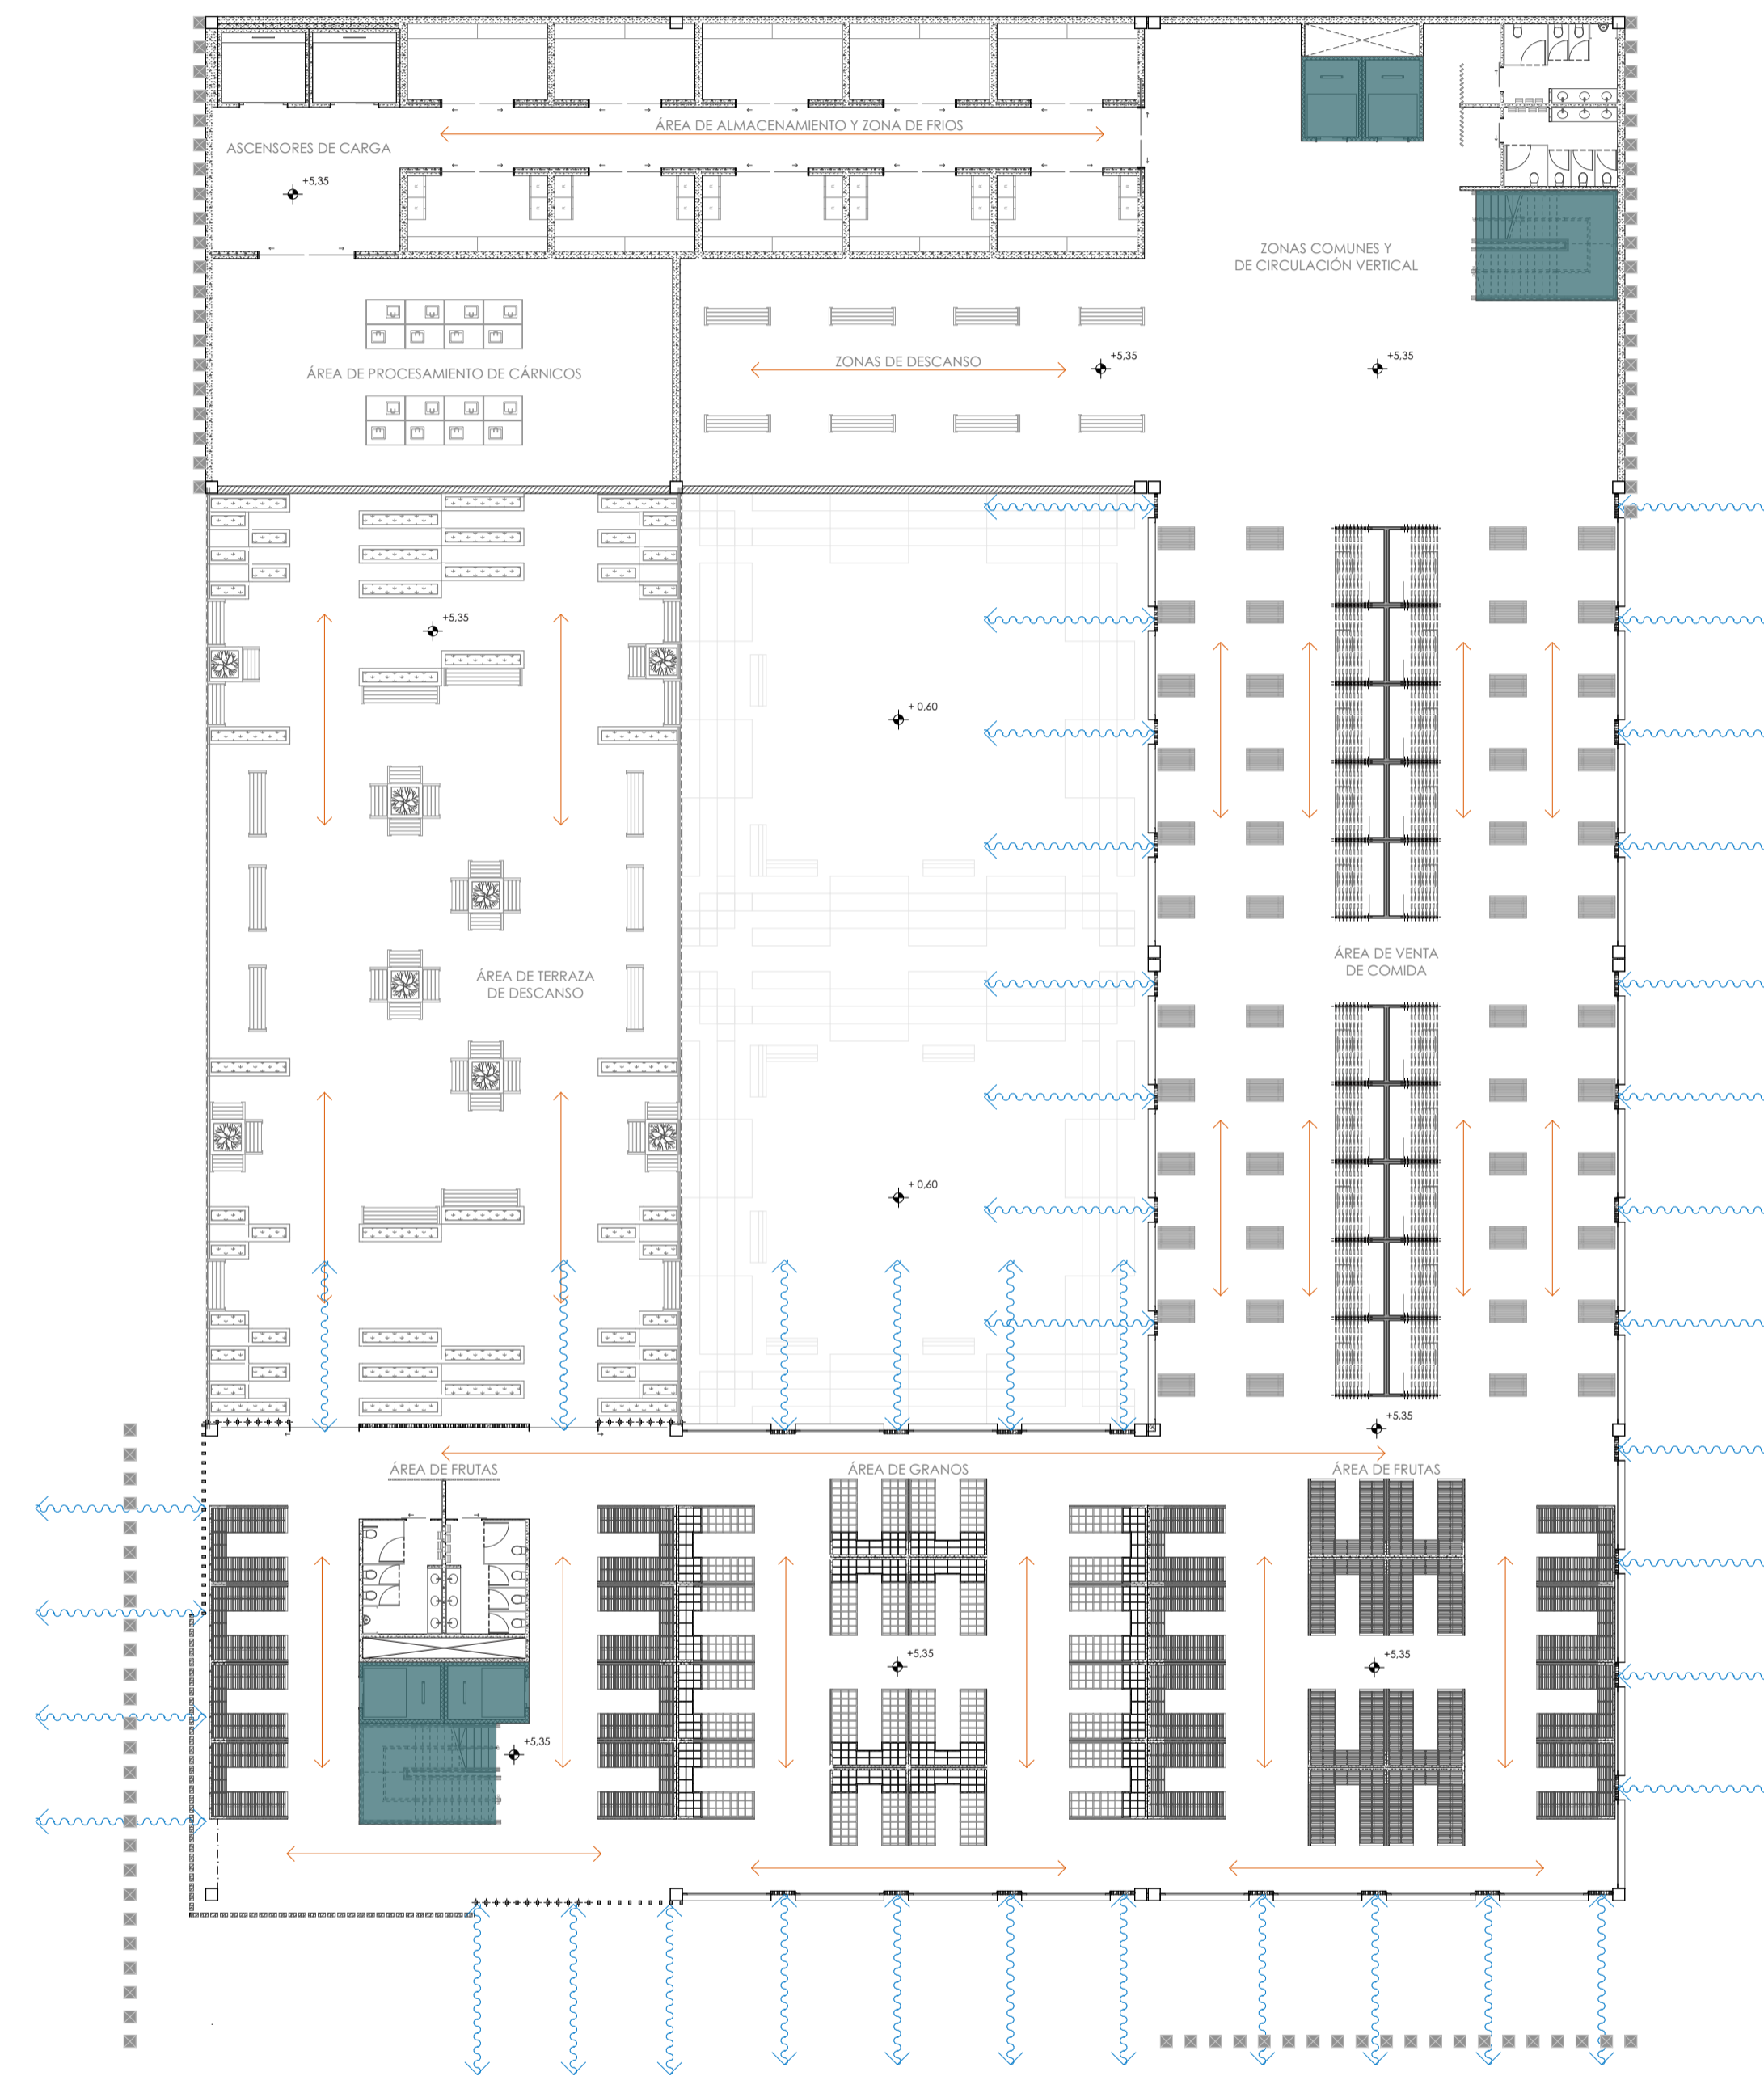 ÁREA DE ALMACENAMIENTO Y ZONA DE FRIOS
ASCENSORES DE CARGA
+5,35
ZONAS COMUNES Y
DE CIRCULACIÓN VERTICAL
ZONAS DE DESCANSO
+5,35
+5,35
ÁREA DE PROCESAMIENTO DE CÁRNICOS
+5,35
+ 0,60
ÁREA DE VENTA
DE COMIDA
ÁREA DE TERRAZA
DE DESCANSO
+ 0,60
+5,35
ÁREA DE FRUTAS
ÁREA DE GRANOS
ÁREA DE FRUTAS
+5,35
+5,35
+5,35